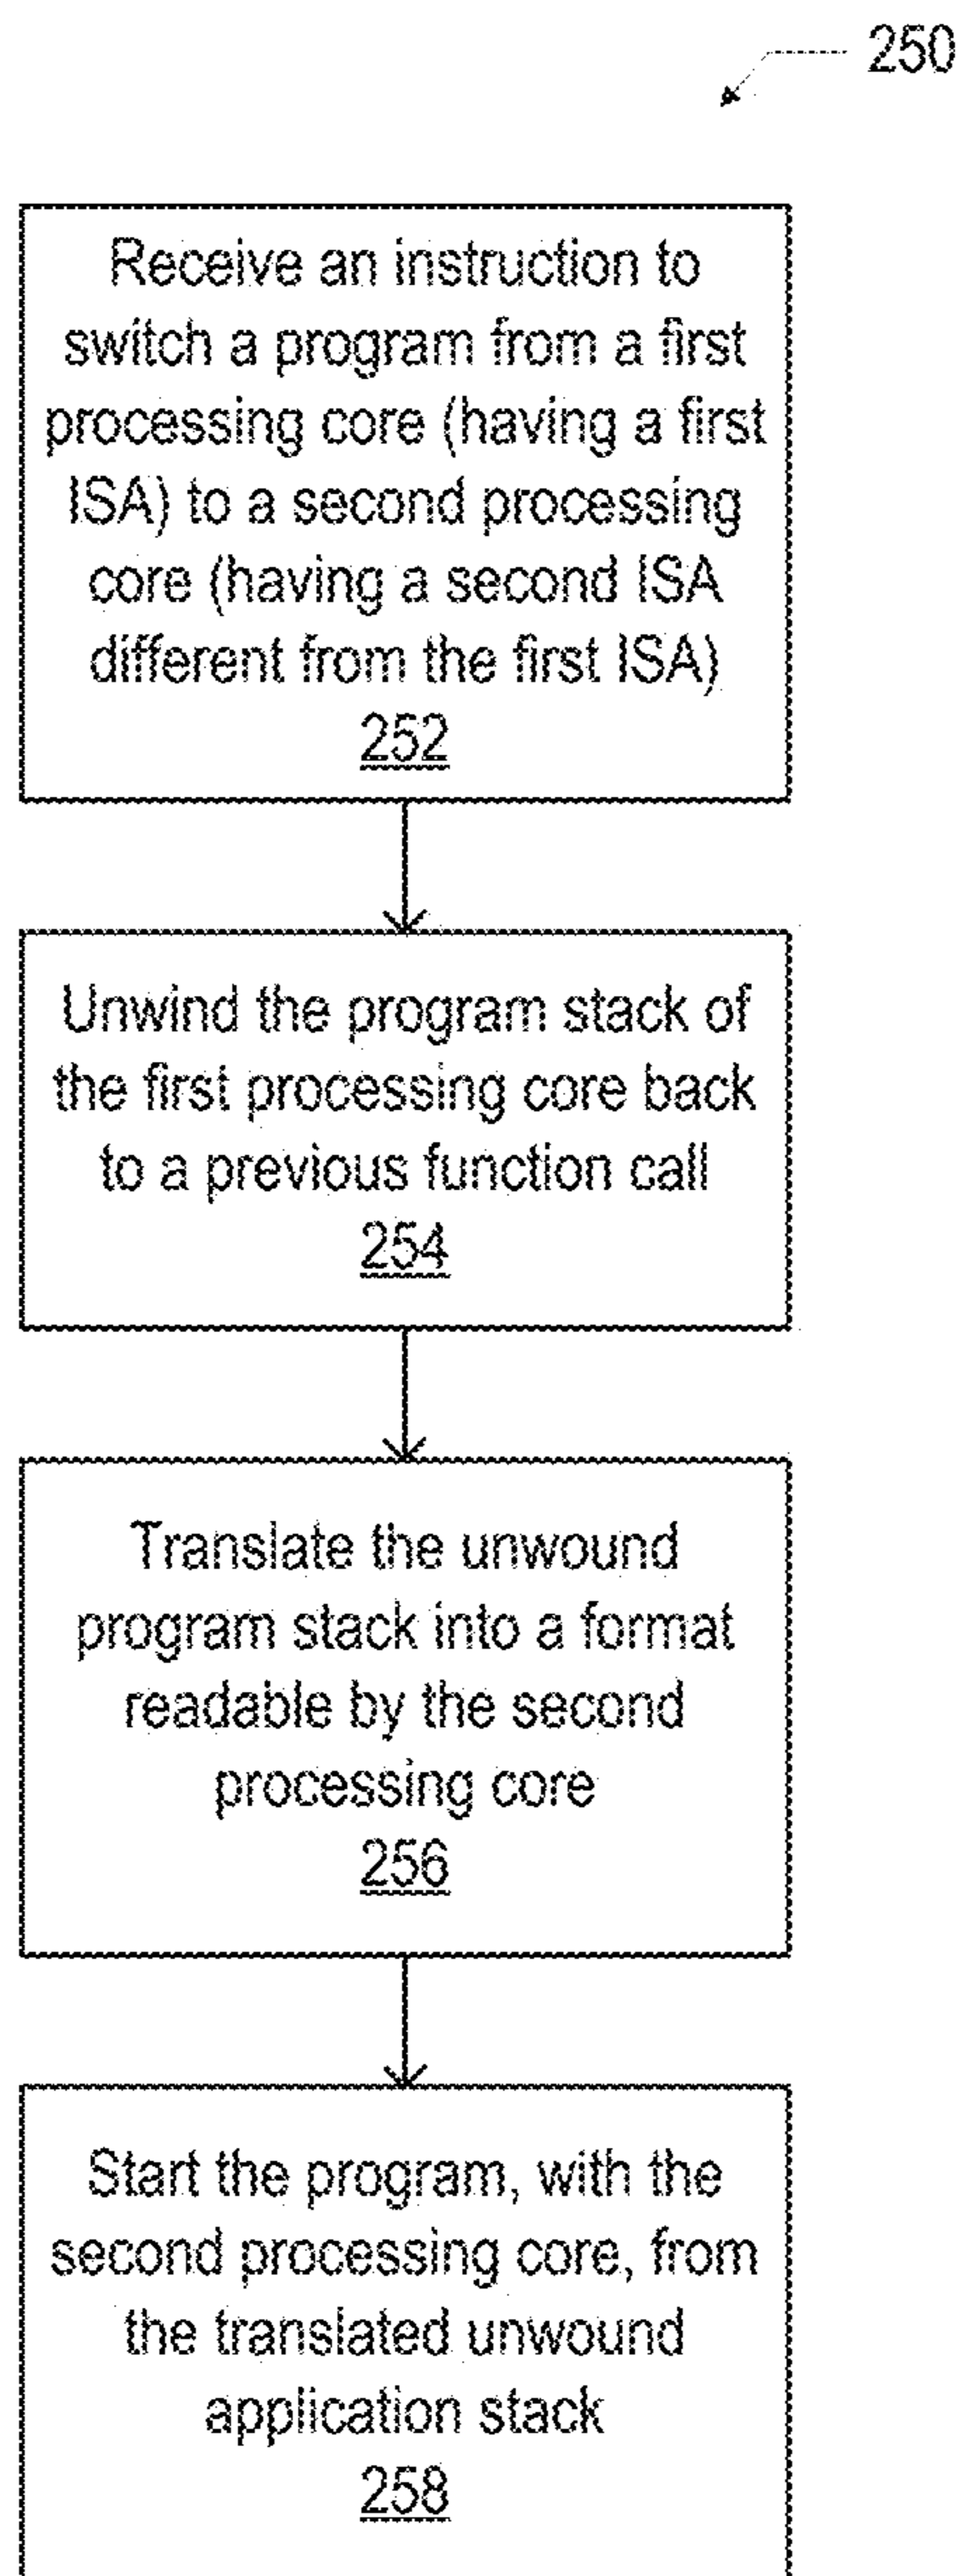 250
Receive an instruction to
switch a program from a first
processing core (having a first
ISA) to a second processing
core (having a second ISA
different from the first ISA)
252
Unwind the program stack of
the first processing core back
to a previous function call
254
Translate the unwound
program stack into a format
readable by the second
processing core
256
Start the program, with the
second processing core, from
the translated unwound
application stack
258